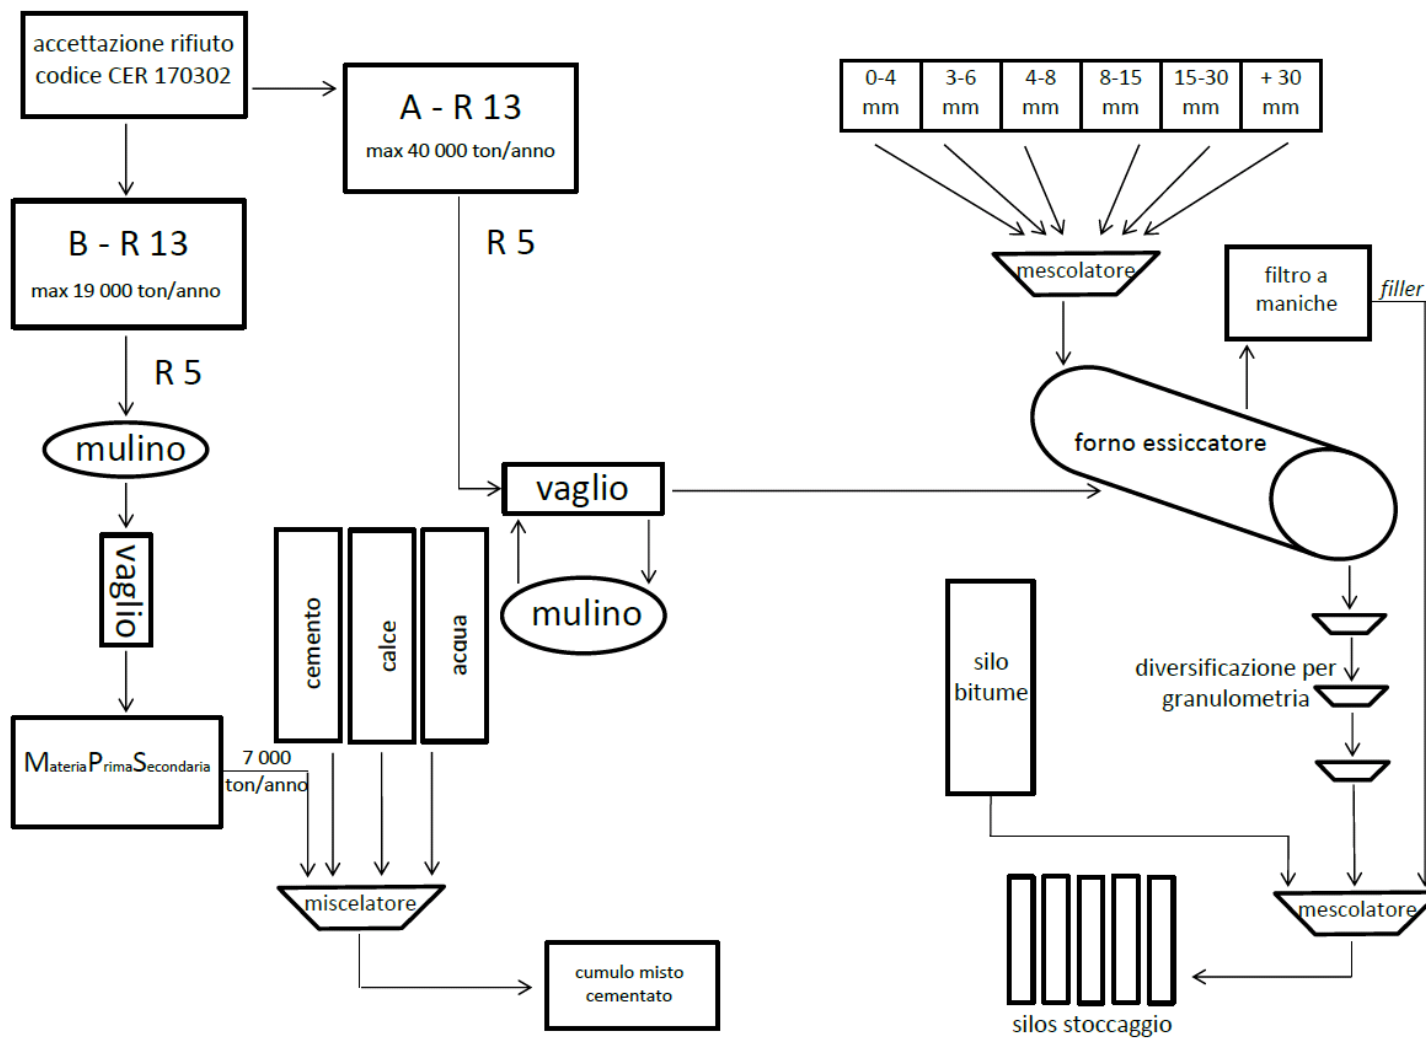 accettazione rifiuto
codice CER 170302
A - R 13
max 40 000 ton/anno
R 5
B - R 13
max 19 000 ton/anno
R 5
mulino
vaglio
MateriaPrimaSecondaria
7 000
ton/anno
cemento
calce
acqua
miscelatore
cumulo misto
cementato
vaglio
mulino
0-4
mm
3-6
mm
4-8
mm
8-15
mm
15-30
mm
+ 30
mm
mescolatore
filtro a
maniche
filler
forno essiccatore
diversificazione per
granulometria
silo
bitume
mescolatore
silos stoccaggio